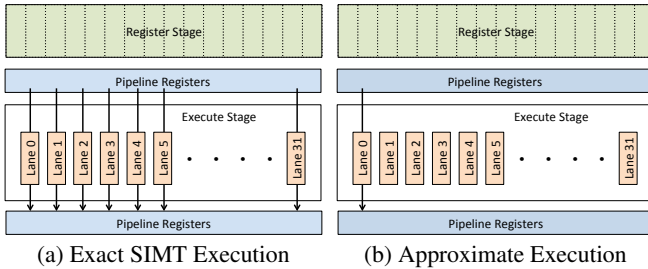 Register Stage
Pipeline Registers
Execute Stage
Lane 0
Lane 1
Lane 2
Lane 3
Lane 4
Lane 5
Lane 31
Pipeline Registers
(a) Exact SIMT Execution
Register Stage
Pipeline Registers
Execute Stage
Lane 0
Lane 1
Lane 2
Lane 3
Lane 4
Lane 5
Lane 31
Pipeline Registers
(b) Approximate Execution